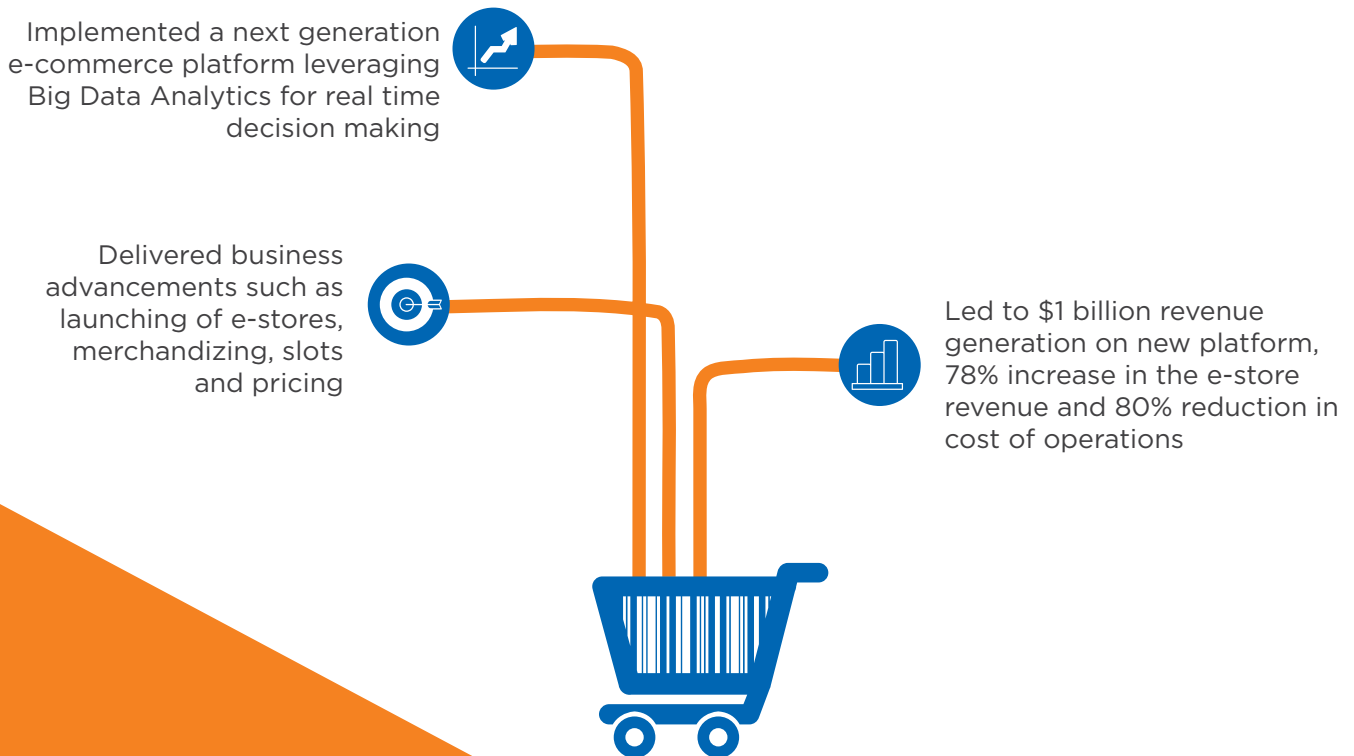 Implemented a next generation
e-commerce platform leveraging
Big Data Analytics for real time
decision making
Delivered business
advancements such as
launching of e-stores,
merchandizing, slots
and pricing
Led to $1 billion revenue
generation on new platform,
78% increase in the e-store
revenue and 80% reduction in
cost of operations